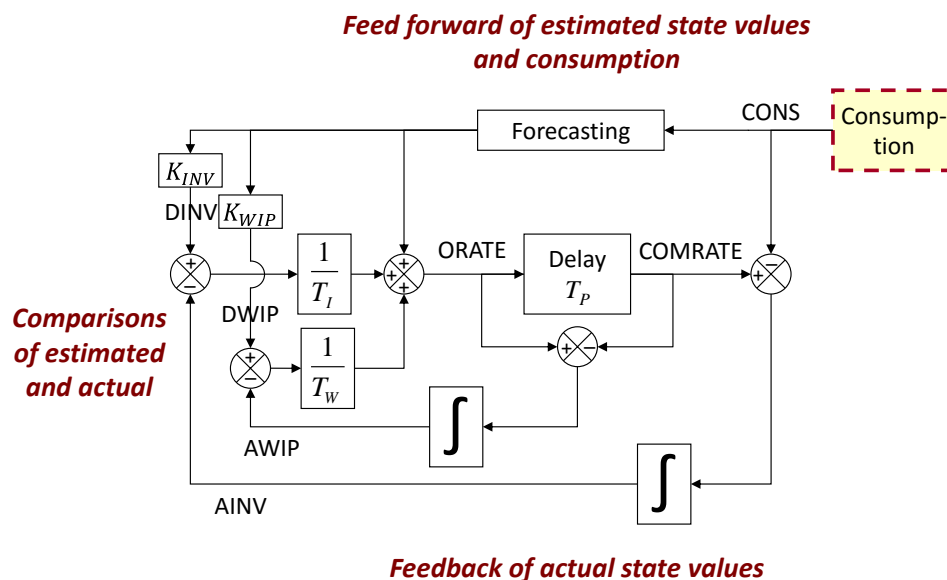 Feed forward of estimated state values
and consumption
CONS
Consump-
tion
Forecasting
K_INV
DINV
K_WIP
+
−
1
T_I
+
+
+
ORATE
Delay
T_P
COMRATE
−
+
DWIP
Comparisons
of estimated
and actual
+
−
1
T_W
+
−
∫
AWIP
∫
AINV
Feedback of actual state values